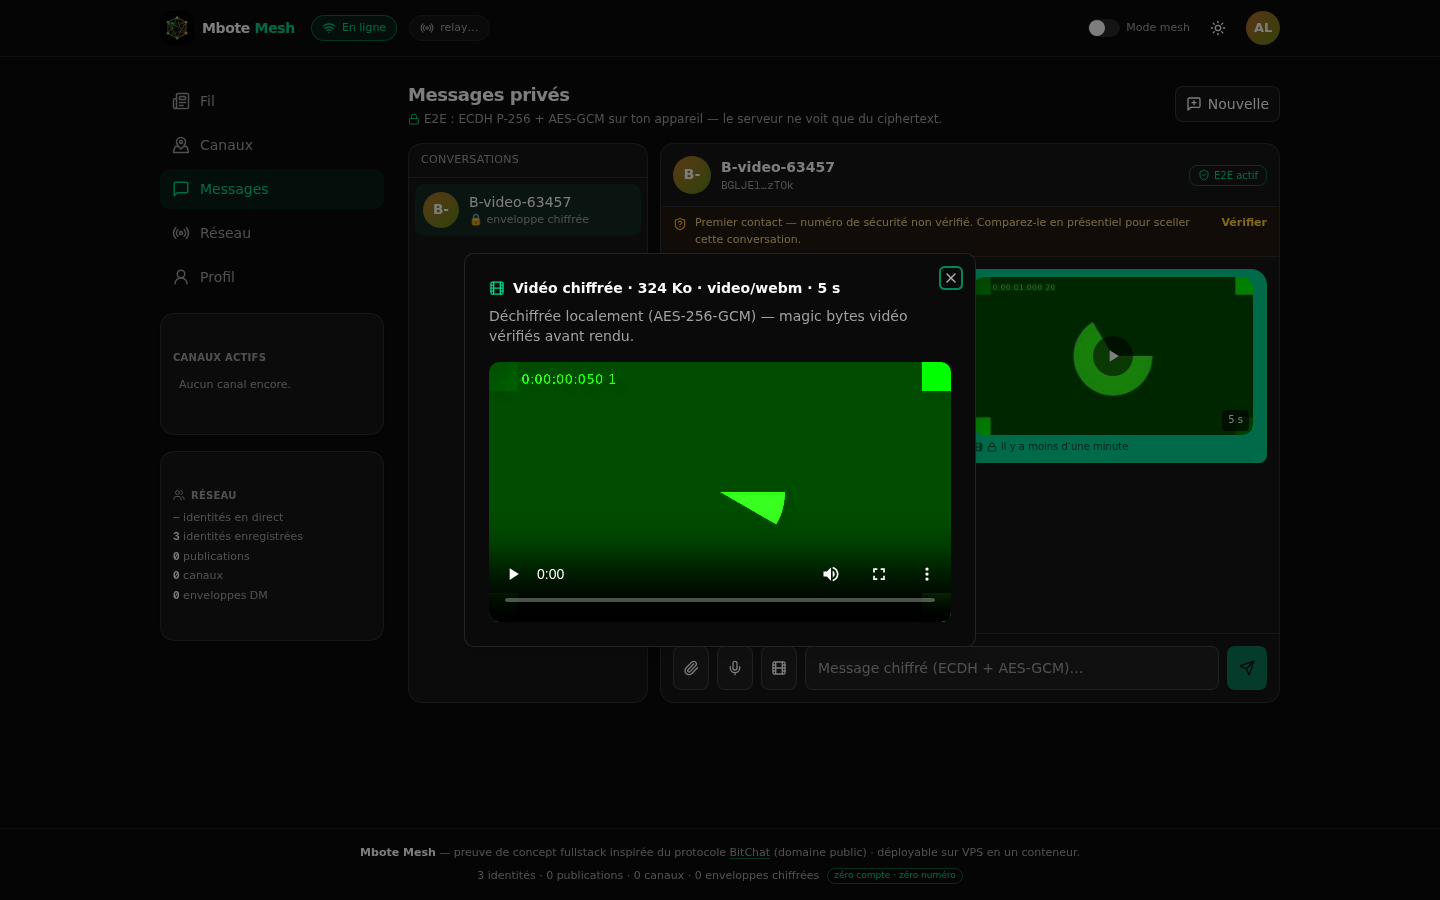 Mbote Mesh
En ligne
relay…
Mode mesh
AL
Fil
Canaux
Messages
Réseau
Profil
CANAUX ACTIFS
Aucun canal encore.
RÉSEAU
– identités en direct
3 identités enregistrées
0 publications
0 canaux
0 enveloppes DM
Messages privés
E2E : ECDH P-256 + AES-GCM sur ton appareil — le serveur ne voit que du ciphertext.
Nouvelle
CONVERSATIONS
B-
B-video-63457
🔒 enveloppe chiffrée
B-
B-video-63457
BGLJEl…zTOk
E2E actif
Premier contact — numéro de sécurité non vérifié. Comparez-le en présentiel pour sceller
cette conversation.
Vérifier
0:00:01:000 20
5 s
il y a moins d’une minute
Vidéo chiffrée · 324 Ko · video/webm · 5 s
Déchiffrée localement (AES-256-GCM) — magic bytes vidéo
vérifiés avant rendu.
0:00:00:050 1
0:00
Message chiffré (ECDH + AES-GCM)…
Mbote Mesh — preuve de concept fullstack inspirée du protocole BitChat (domaine public) · déployable sur VPS en un conteneur.
3 identités · 0 publications · 0 canaux · 0 enveloppes chiffrées
zéro compte · zéro numéro